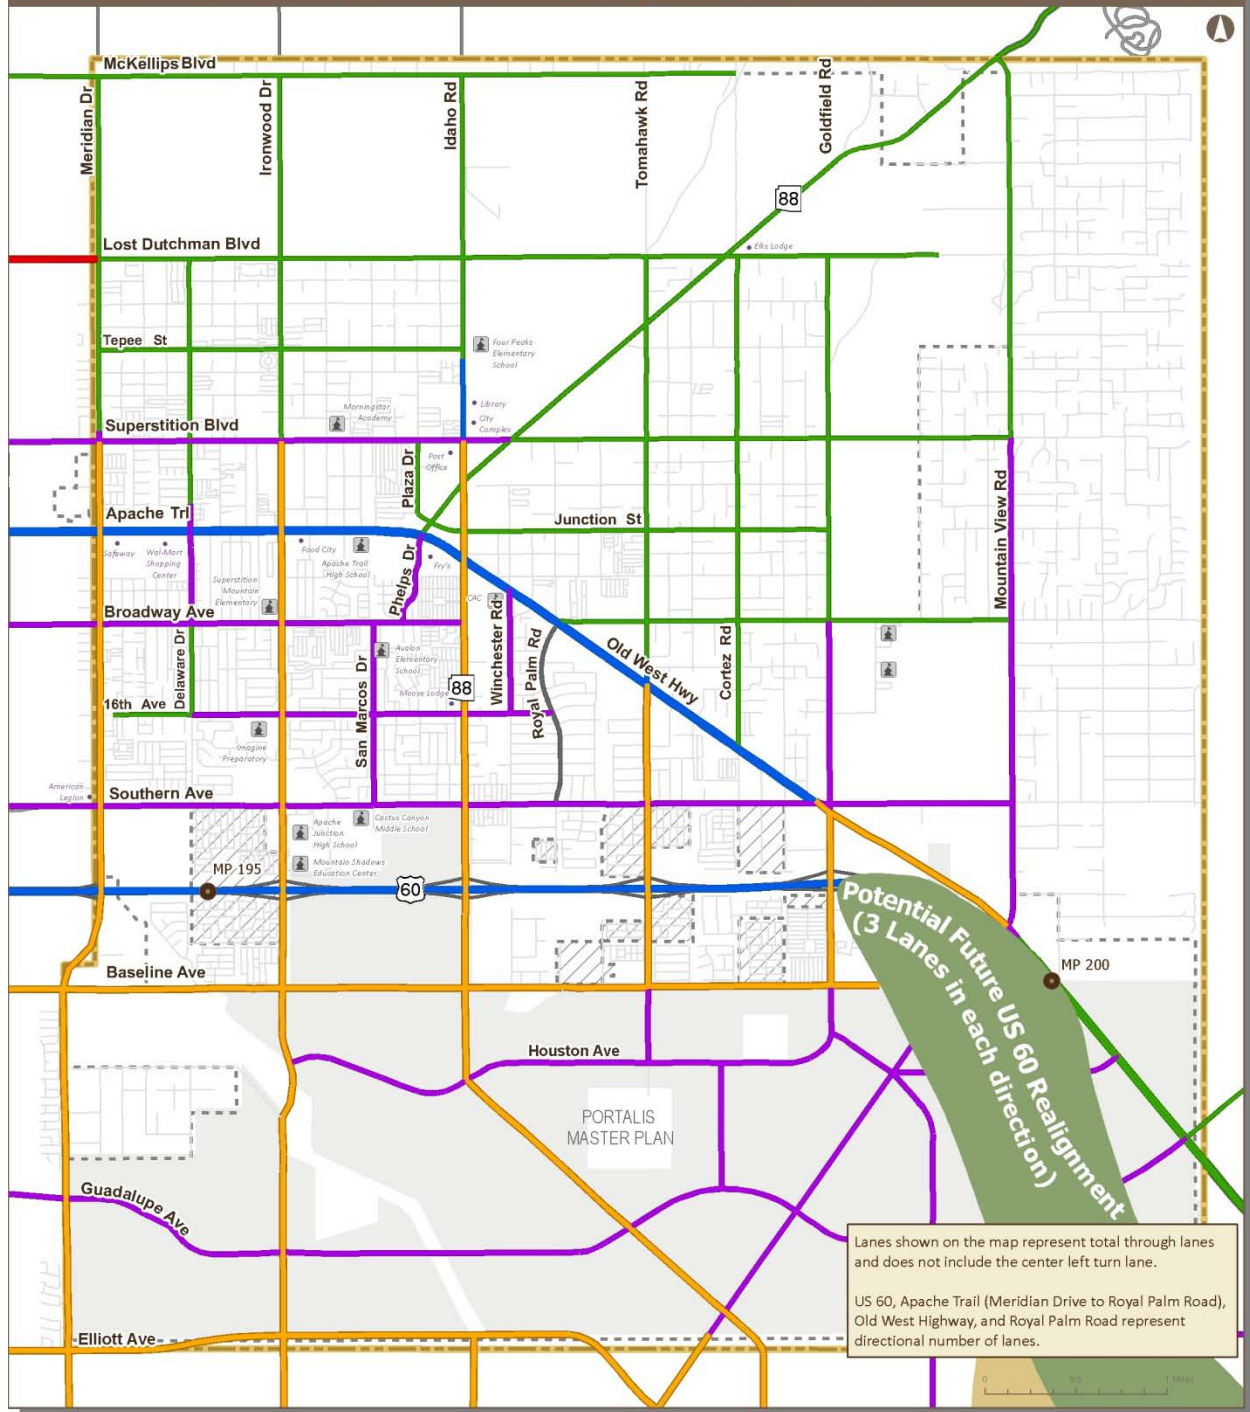 McKellips Blvd
Meridian Dr
Ironwood Dr
Idaho Rd
Tomahawk Rd
Goldfield Rd
88
Lost Dutchman Blvd
Elks Lodge
Tepee St
Four Peaks
Elementary
School
Morningstar
Academy
Library
City
Complex
Superstition Blvd
Post
Office
Plaza Dr
Mountain View Rd
Apache Trl
Junction St
Safeway
Wal-Mart
Shopping
Center
Food City
Apache Trail
High School
Phelps Dr
Fry's
Superstition
Mountain
Elementary
CAC
Broadway Ave
Winchester Rd
Royal Palm Rd
Old West Hwy
Cortez Rd
Delaware Dr
San Marcos Dr
Avalon
Elementary
School
Moose Lodge
88
16th Ave
Imagine
Preparatory
American
Legion
Southern Ave
Apache
Junction
High School
Cactus Canyon
Middle School
Mountain Shadows
Education Center
MP 195
60
Potential Future US 60 Realignment
(3 Lanes in each direction)
MP 200
Baseline Ave
Houston Ave
PORTALIS
MASTER PLAN
Guadalupe Ave
Lanes shown on the map represent total through lanes
and does not include the center left turn lane.
US 60, Apache Trail (Meridian Drive to Royal Palm Road),
Old West Highway, and Royal Palm Road represent
directional number of lanes.
Elliott Ave
0 0.5 1 Miles